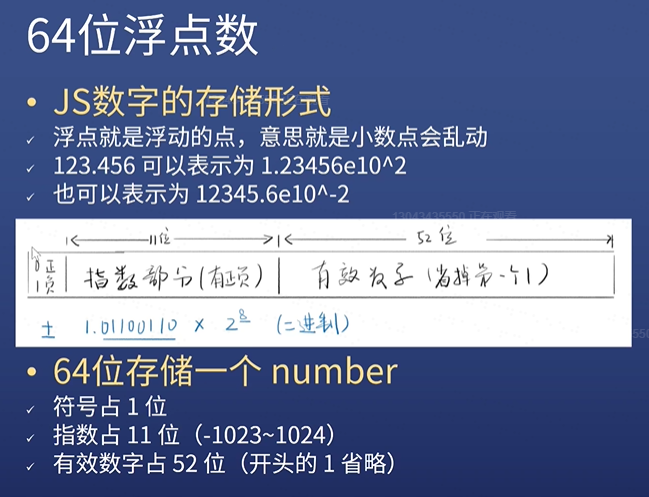 64位浮点数
• JS数字的存储形式
✓ 浮点就是浮动的点，意思就是小数点会乱动
✓ 123.456 可以表示为 1.23456e10^2
✓ 也可以表示为 12345.6e10^-2
13043435550 正在观看
11位 52位
0正 1负 指数部分(有正负) 有效数字(省掉第一个1)
± 1.01100110 × 2^8 (二进制)
• 64位存储一个 number
✓ 符号占 1 位
✓ 指数占 11 位（-1023~1024）
✓ 有效数字占 52 位（开头的 1 省略）